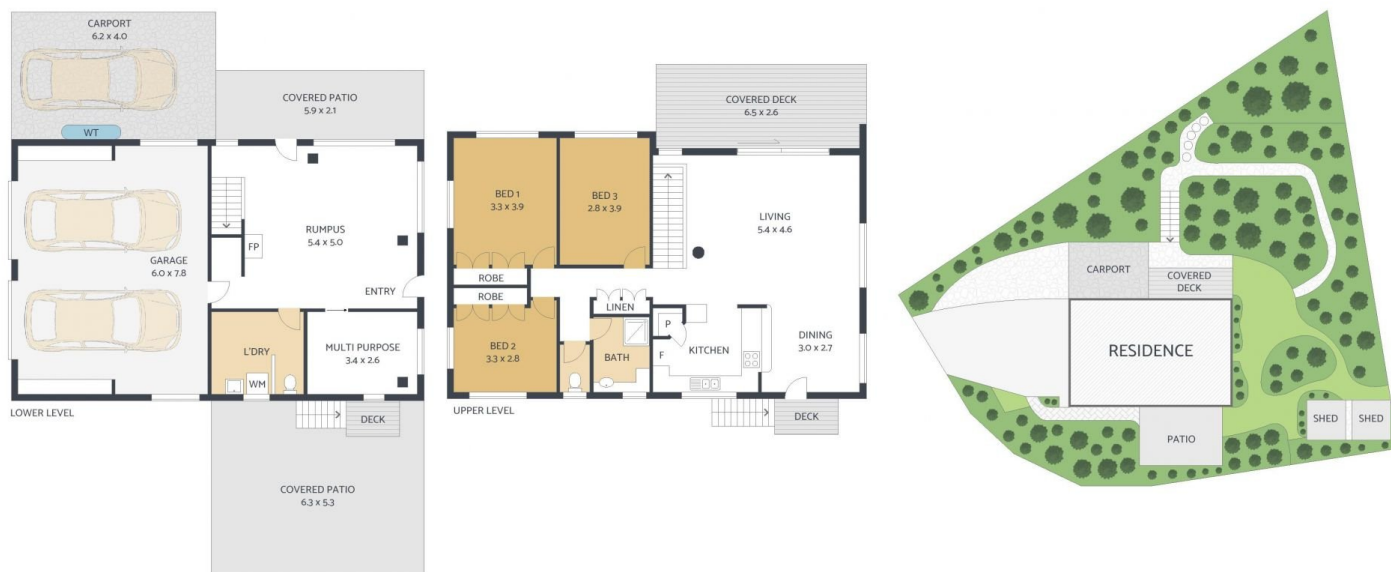 CARPORT
6.2 x 4.0
WT
COVERED PATIO
5.9 x 2.1
RUMPUS
5.4 x 5.0
FP
GARAGE
6.0 x 7.8
ENTRY
L'DRY
WM
MULTI PURPOSE
3.4 x 2.6
LOWER LEVEL
DECK
COVERED PATIO
6.3 x 5.3
COVERED DECK
6.5 x 2.6
BED 1
3.3 x 3.9
BED 3
2.8 x 3.9
LIVING
5.4 x 4.6
ROBE
ROBE
LINEN
BED 2
3.3 x 2.8
BATH
P
F
KITCHEN
DINING
3.0 x 2.7
UPPER LEVEL
DECK
CARPORT
COVERED
DECK
RESIDENCE
PATIO
SHED
SHED